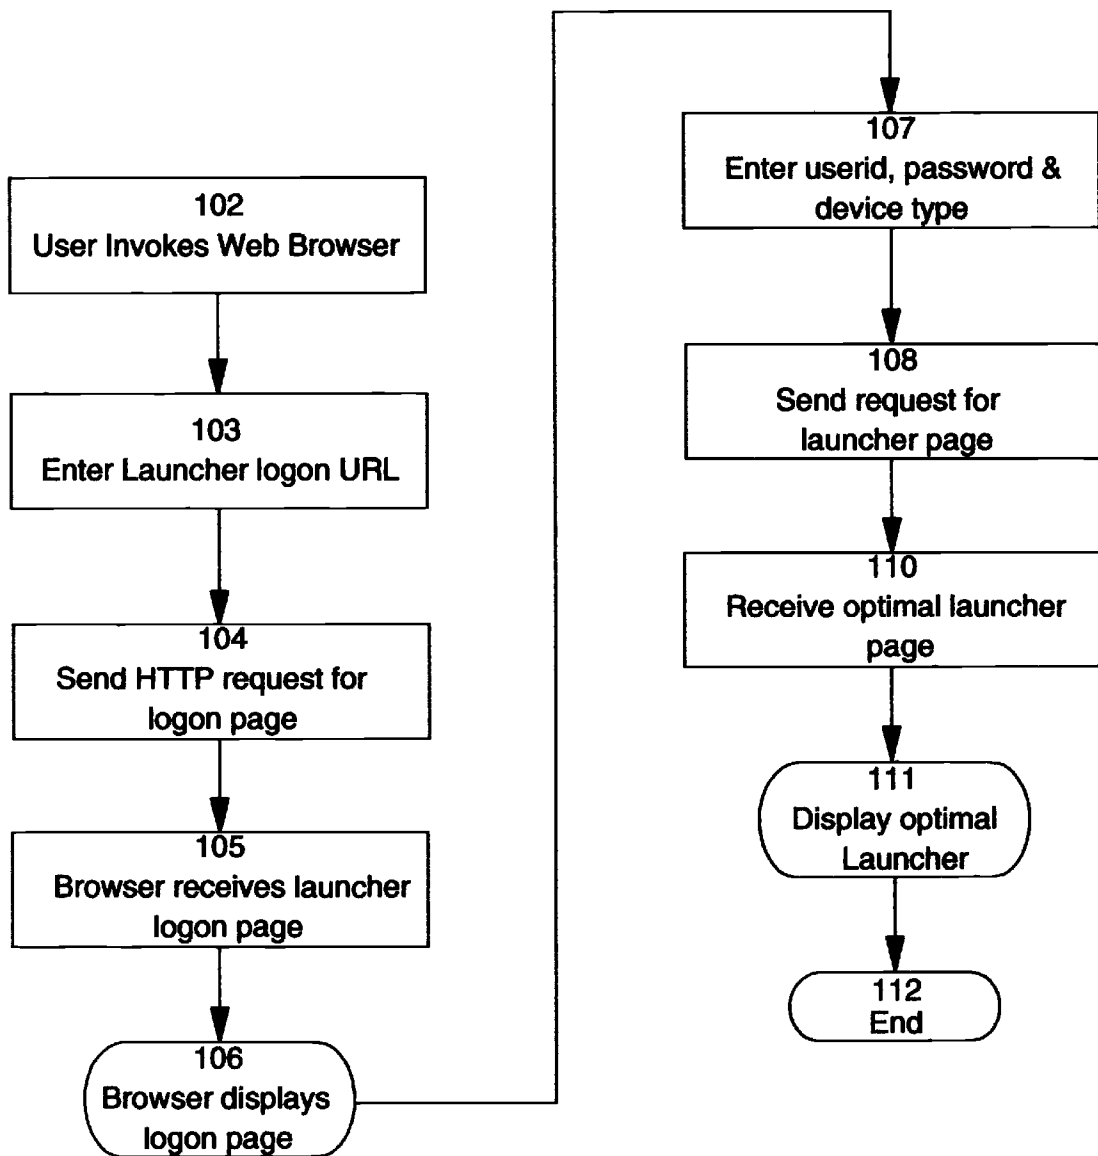 102
User Invokes Web Browser
103
Enter Launcher logon URL
104
Send HTTP request for
logon page
105
Browser receives launcher
logon page
106
Browser displays
logon page
107
Enter userid, password &
device type
108
Send request for
launcher page
110
Receive optimal launcher
page
111
Display optimal
Launcher
112
End